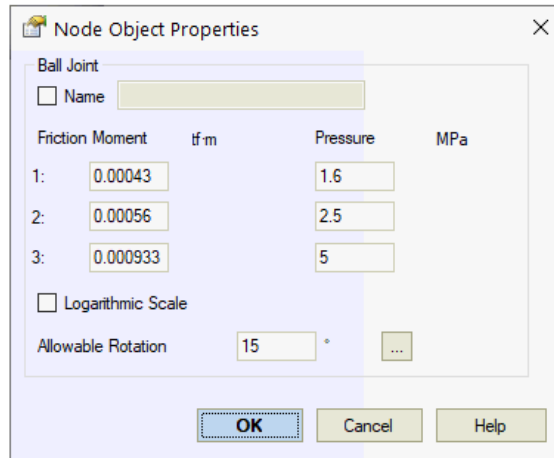 Node Object Properties
Ball Joint
Name
Friction Moment tf·m Pressure MPa
1: 0.00043 1.6
2: 0.00056 2.5
3: 0.000933 5
Logarithmic Scale
Allowable Rotation 15 ° ...
OK Cancel Help